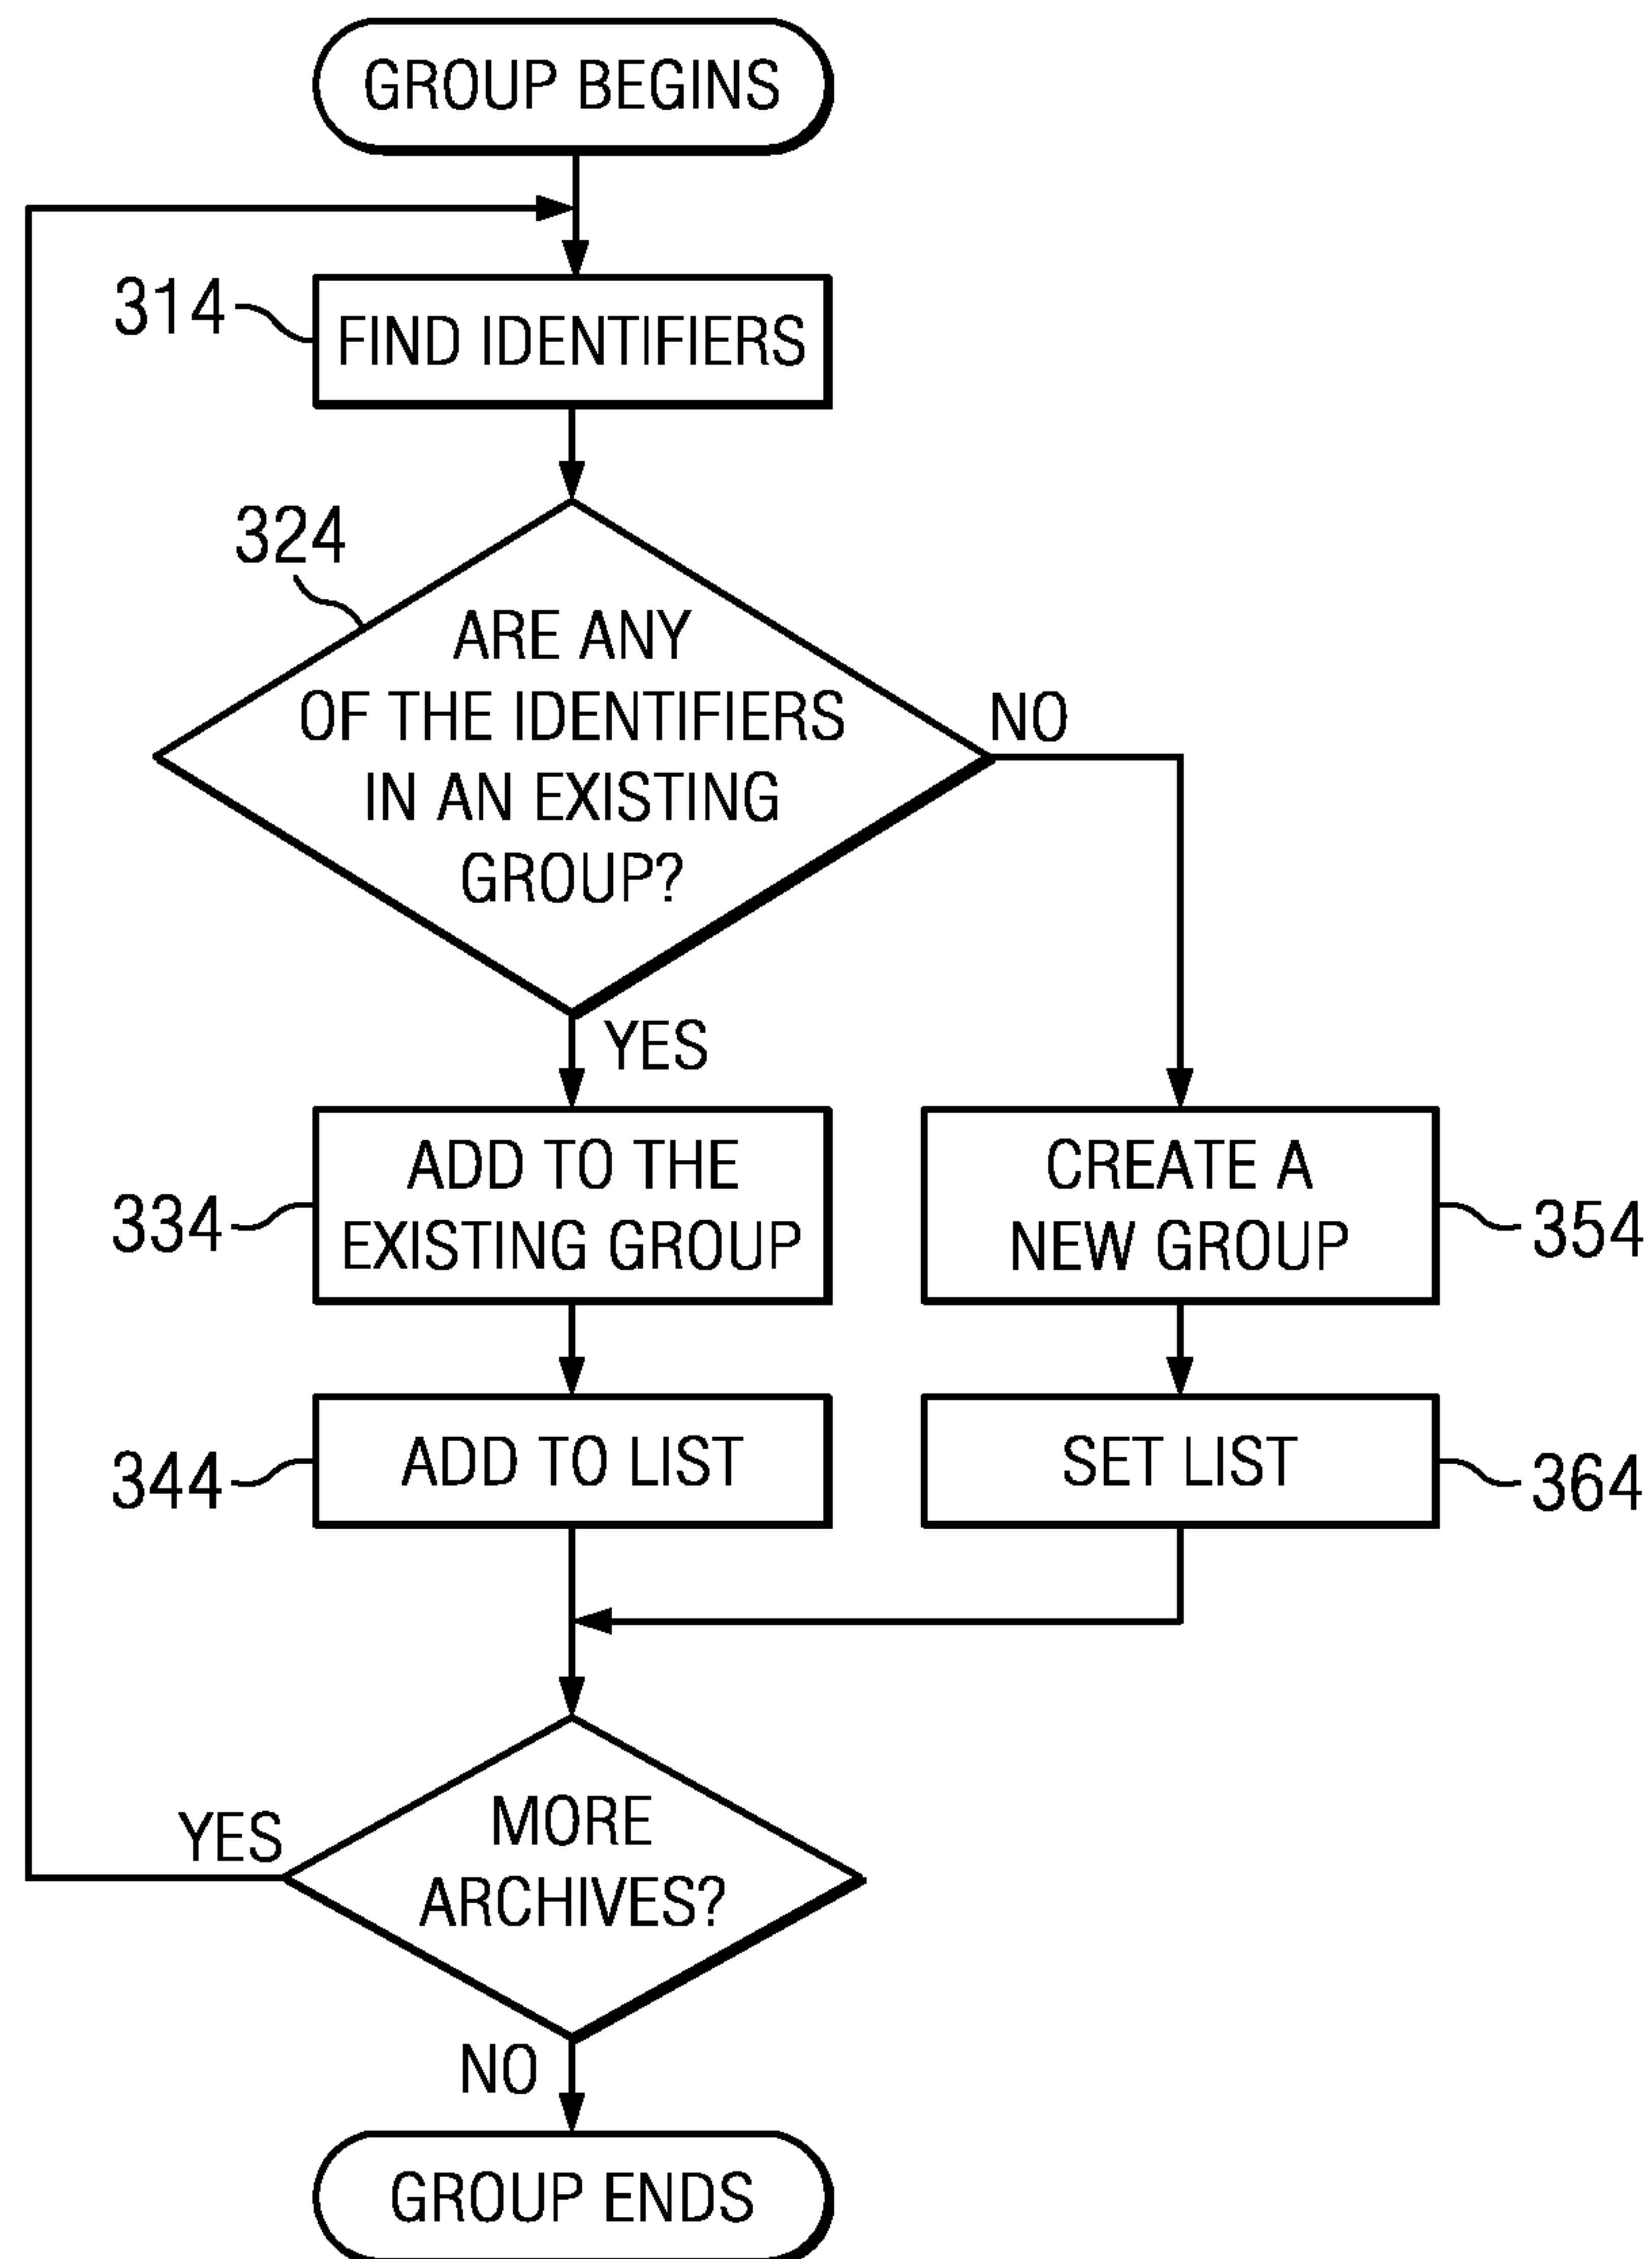 GROUP BEGINS
314
FIND IDENTIFIERS
324
ARE ANY
OF THE IDENTIFIERS
IN AN EXISTING
GROUP?
NO
YES
334
ADD TO THE
EXISTING GROUP
CREATE A
NEW GROUP
354
344
ADD TO LIST
SET LIST
364
YES
MORE
ARCHIVES?
NO
GROUP ENDS